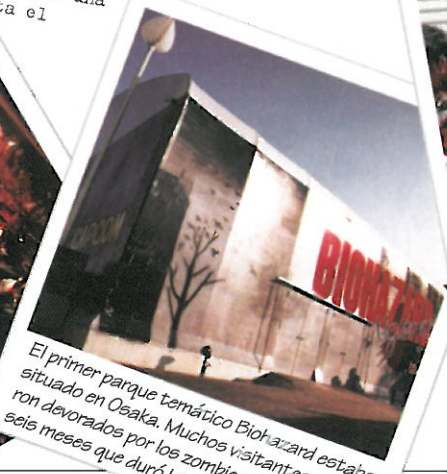 ta el
CAPCOM
BIOHAZARD
El primer parque temático Biohazard estaba
situado en Osaka. Muchos visitantes
ron devorados por los
seis meses que duró